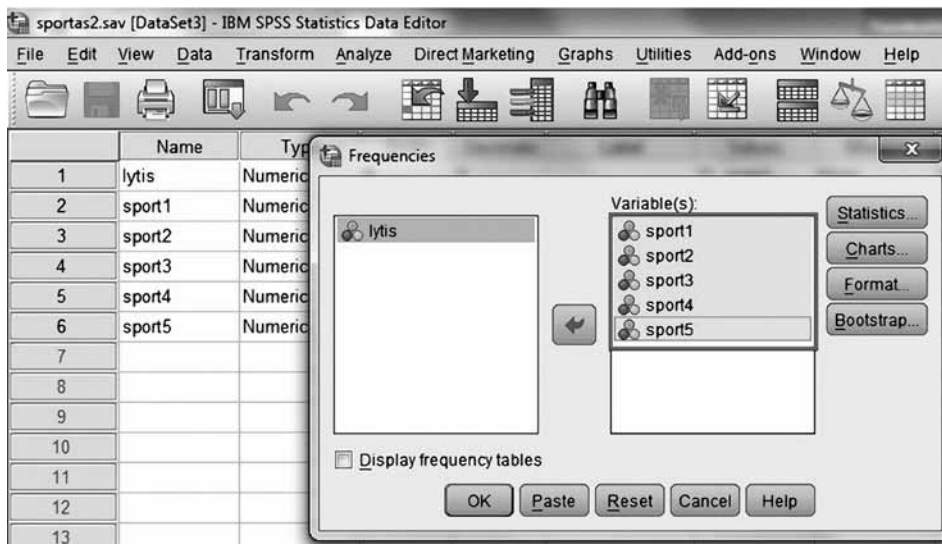 sportas2.sav [DataSet3] - IBM SPSS Statistics Data Editor
File Edit View Data Transform Analyze Direct Marketing Graphs Utilities Add-ons Window Help
Name Typ
1 lytis Numeric
2 sport1 Numeric
3 sport2 Numeric
4 sport3 Numeric
5 sport4 Numeric
6 sport5 Numeric
7
8
9
10
11
12
13
Frequencies
lytis
Variable(s):
sport1
sport2
sport3
sport4
sport5
Statistics...
Charts...
Format...
Bootstrap...
Display frequency tables
OK Paste Reset Cancel Help